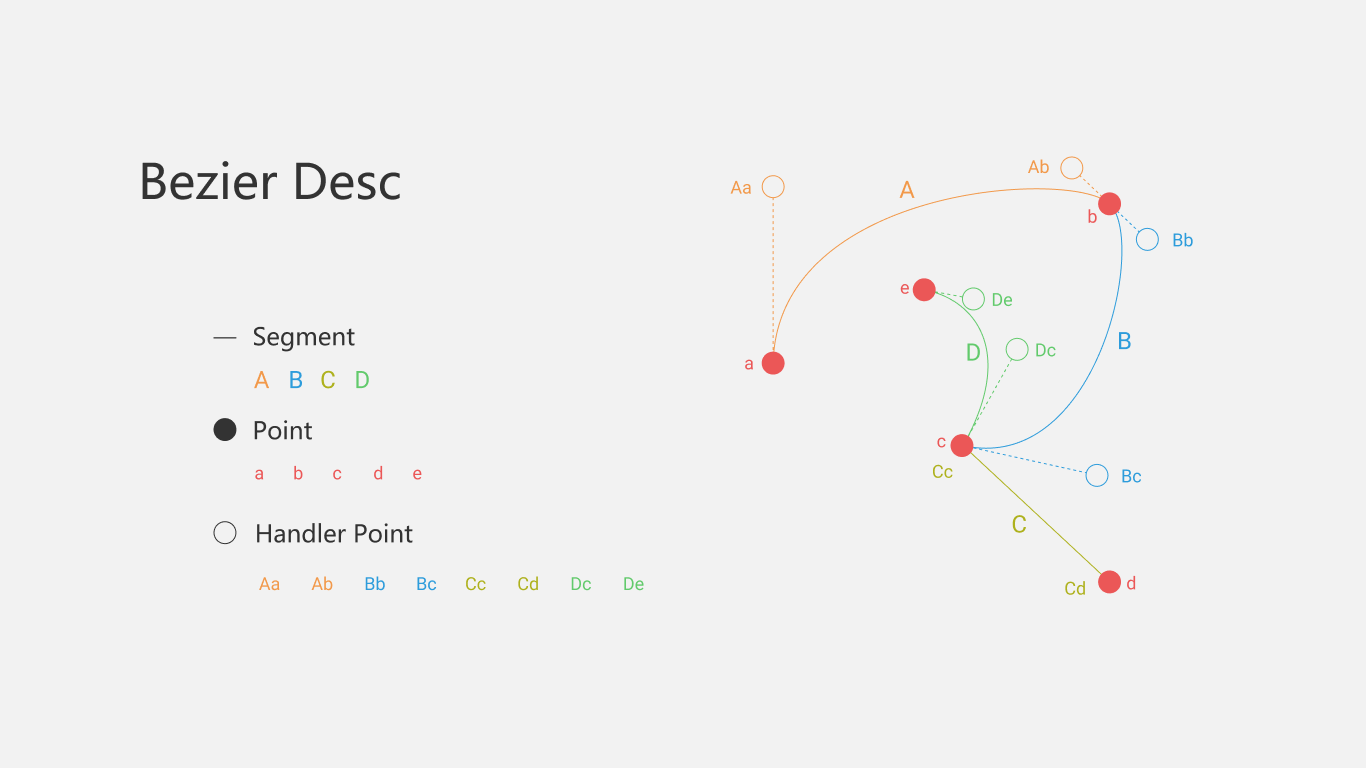 Bezier Desc
Segment
A B C D
Point
a b c d e
Handler Point
Aa Ab Bb Bc Cc Cd Dc De
Ab
Aa
A
b
Bb
e
De
B
D
Dc
a
c
Cc
Bc
C
d
Cd